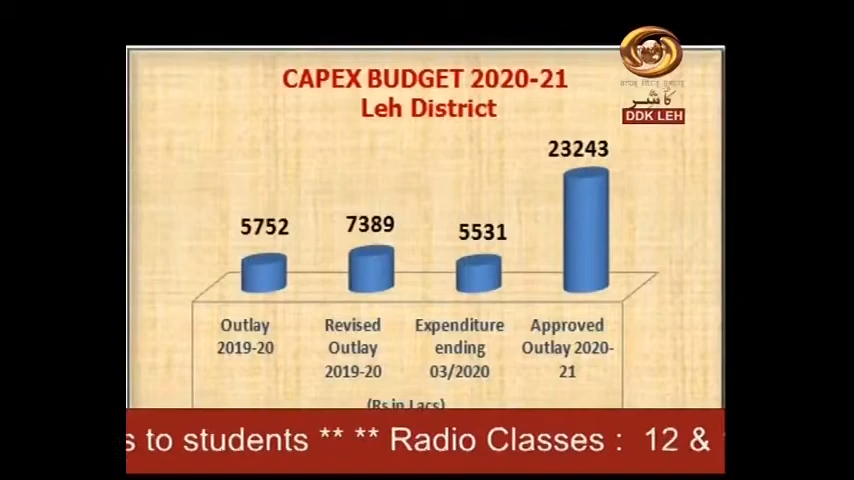 CAPEX BUDGET 2020-21
Leh District
كٲشُر
DDK LEH
23243
5752
7389
5531
Outlay
2019-20
Revised
Outlay
2019-20
Expenditure
ending
03/2020
Approved
Outlay 2020-
21
(Rs in Lacs)
s to students ** ** Radio Classes : 12 &